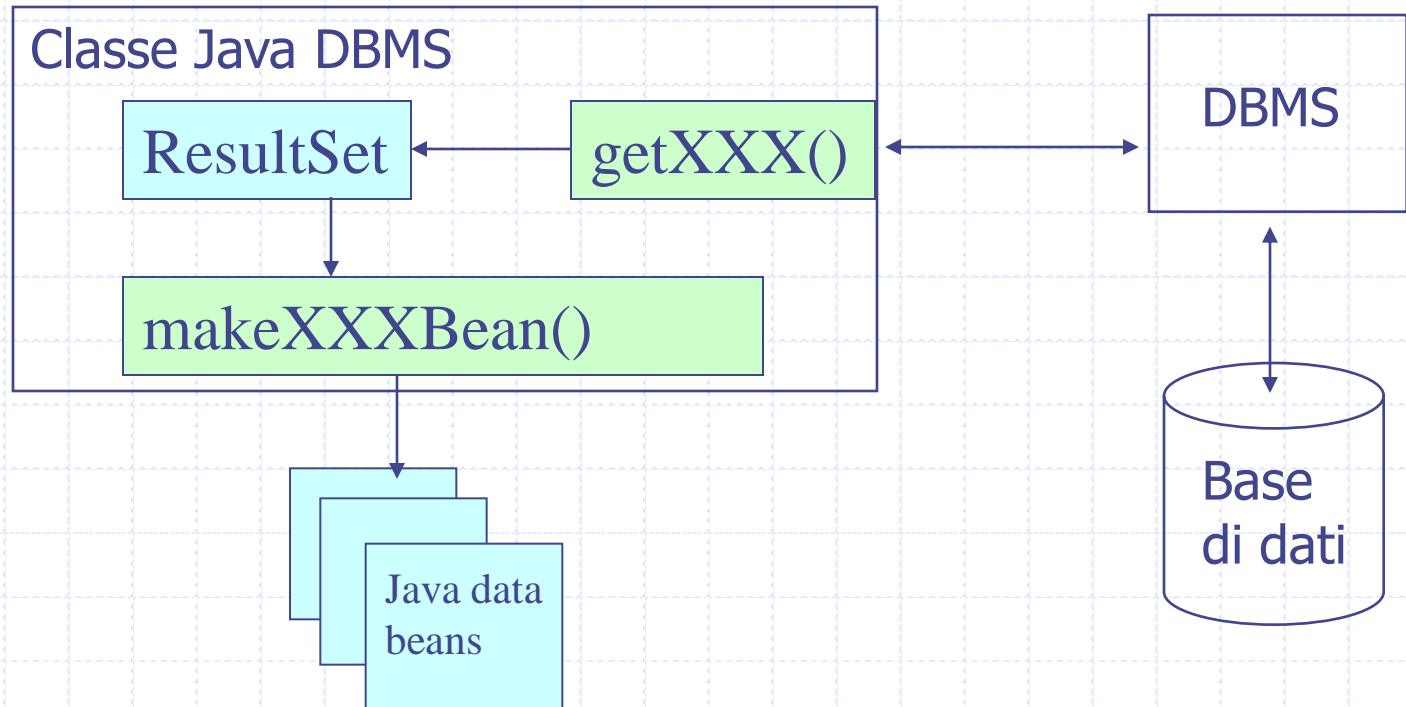 Classe Java DBMS
ResultSet
getXXX()
DBMS
makeXXXBean()
Base
di dati
Java data
beans